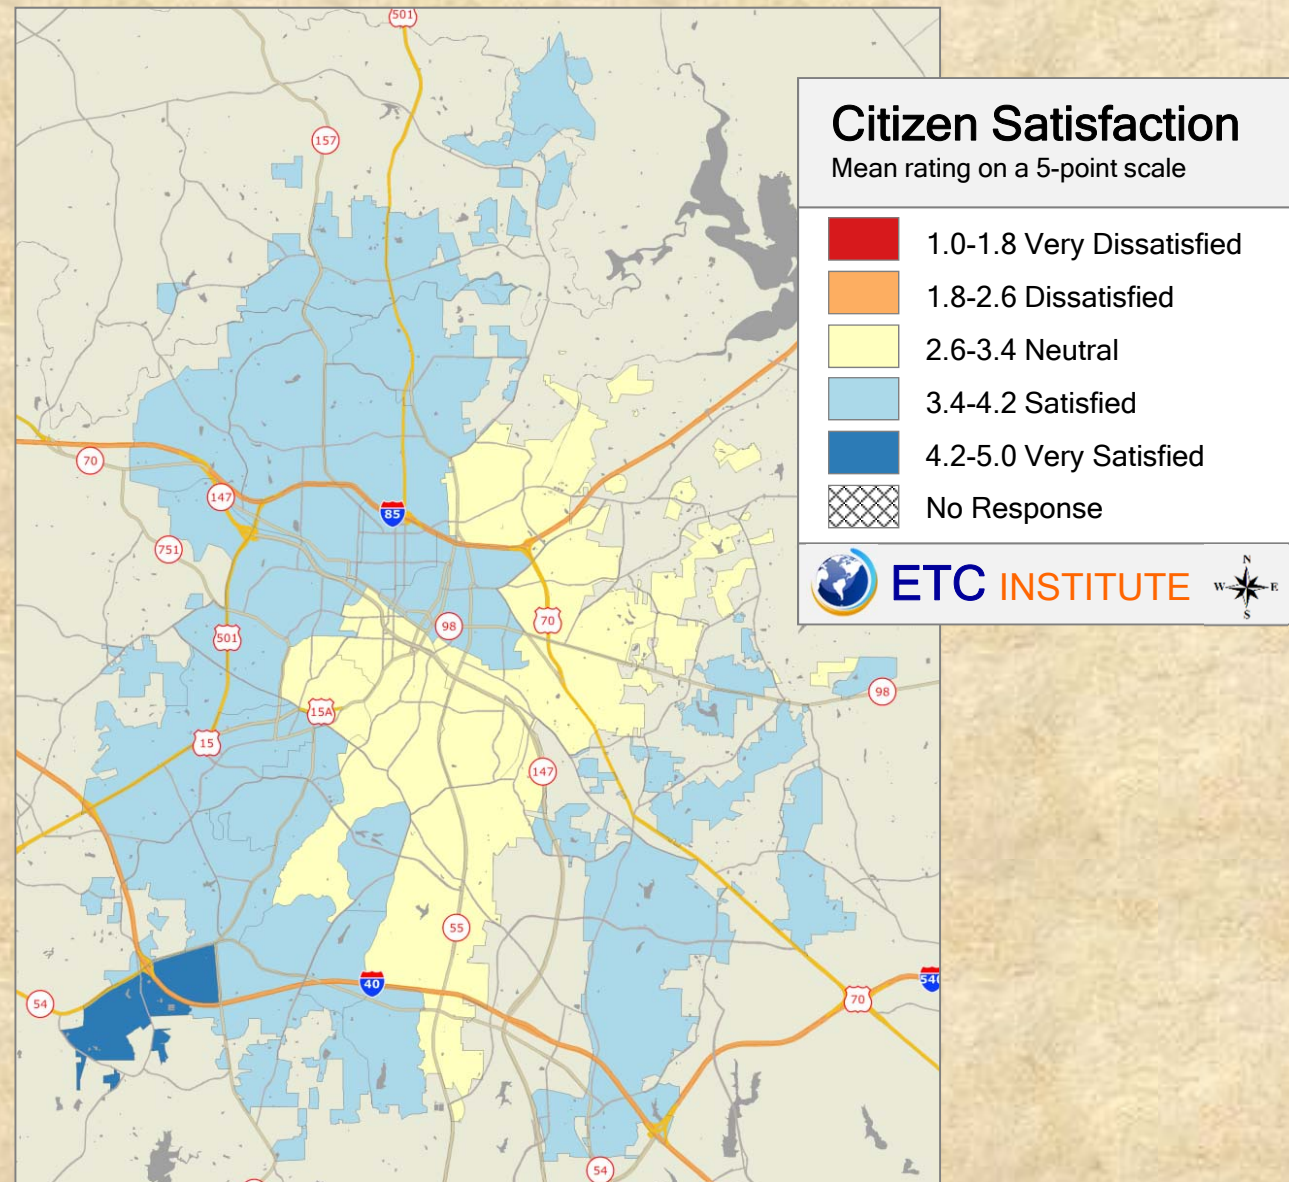 501
157
Citizen Satisfaction
Mean rating on a 5-point scale
1.0-1.8 Very Dissatisfied
1.8-2.6 Dissatisfied
2.6-3.4 Neutral
3.4-4.2 Satisfied
4.2-5.0 Very Satisfied
No Response
ETC INSTITUTE
N
W E
S
70
147
85
751
501
98
70
98
15A
15
147
55
40
54
70
540
54